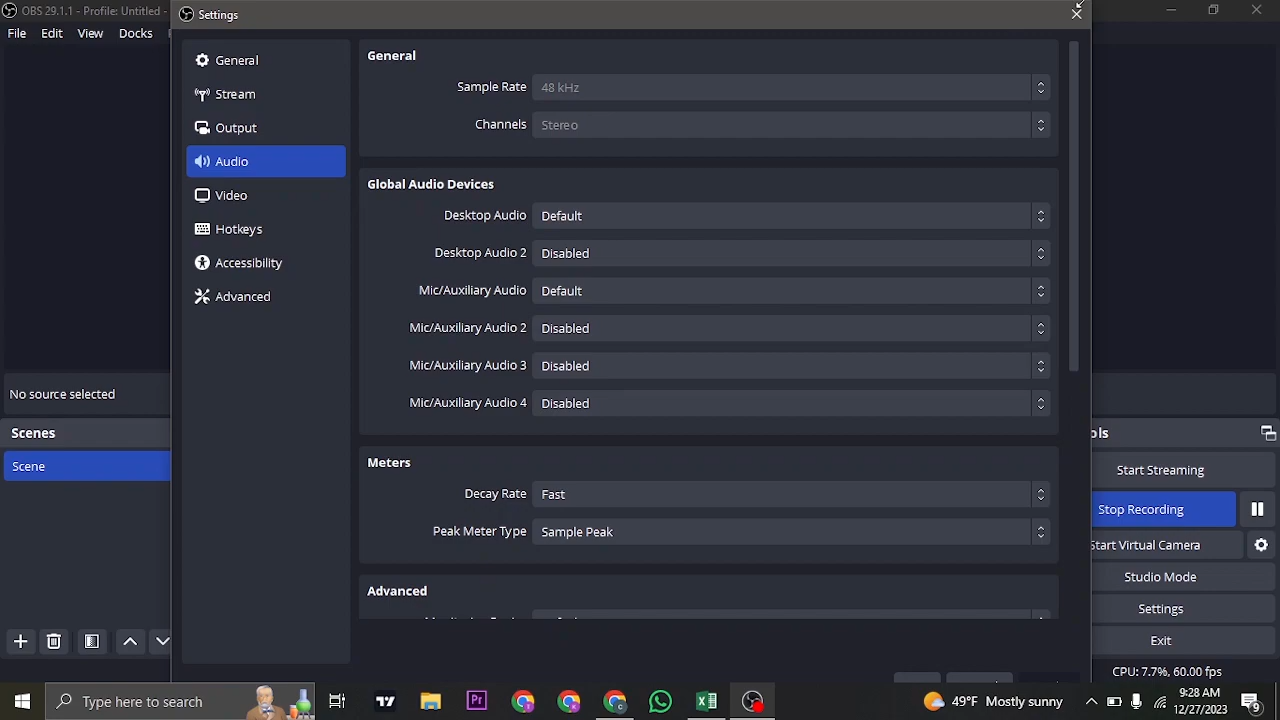 OBS 29.1.1 - Profile: Untitled -
Settings
File Edit View Docks
General
Stream
Output
Audio
Video
Hotkeys
Accessibility
Advanced
General
Sample Rate 48 kHz
Channels Stereo
Global Audio Devices
Desktop Audio Default
Desktop Audio 2 Disabled
Mic/Auxiliary Audio Default
Mic/Auxiliary Audio 2 Disabled
Mic/Auxiliary Audio 3 Disabled
Mic/Auxiliary Audio 4 Disabled
Meters
Decay Rate Fast
Peak Meter Type Sample Peak
Advanced
No source selected
Scenes
Scene
ols
Start Streaming
Stop Recording
Start Virtual Camera
Studio Mode
Settings
Exit
CPU: 7.7%, 60.00 fps
Type here to search
Pr
49°F Mostly sunny
9:28 AM
12/27/2023
9